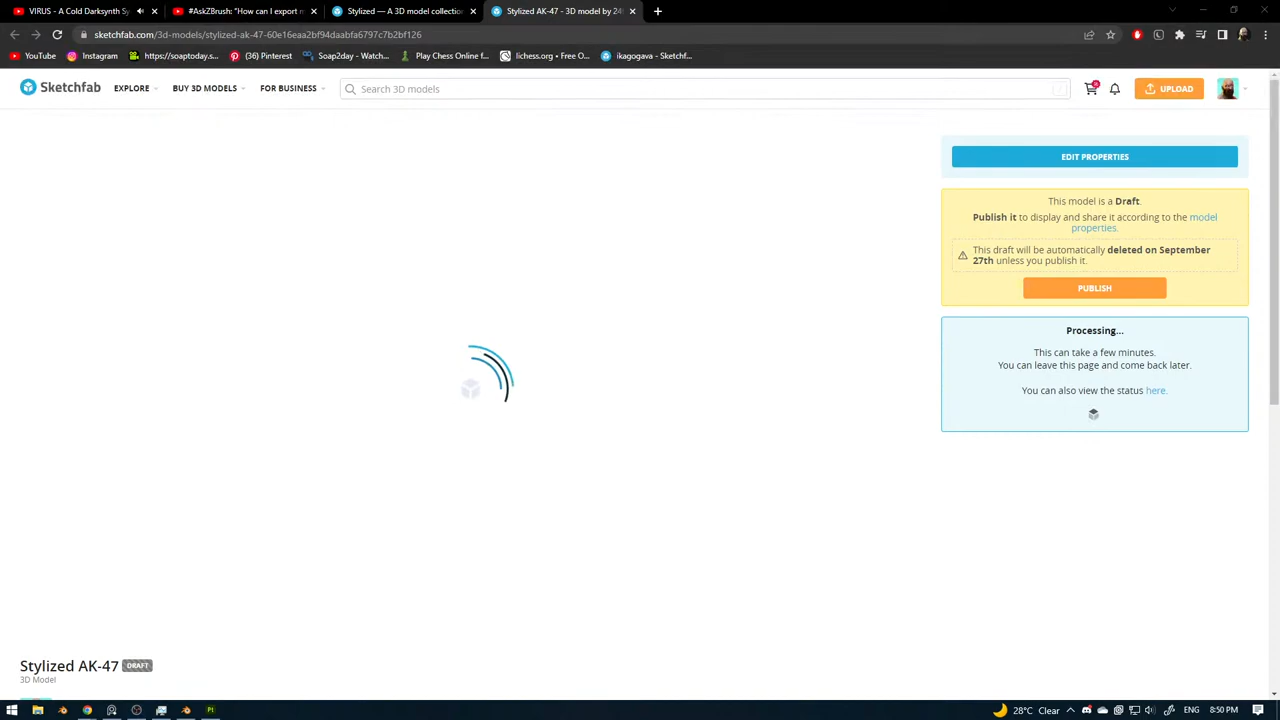 VIRUS - A Cold Darksynth Sy
#AskZBrush: "How can I export m
Stylized — A 3D model collection
Stylized AK-47 - 3D model by 24
sketchfab.com/3d-models/stylized-ak-47-60e16eaa2bf94daabfa6797c7b2bf126
YouTube
Instagram
https://soaptoday.s...
(36) Pinterest
Soap2day - Watch...
Play Chess Online f...
lichess.org • Free O...
ikagogava - Sketchf...
Sketchfab
EXPLORE
BUY 3D MODELS
FOR BUSINESS
Search 3D models
/
UPLOAD
EDIT PROPERTIES
This model is a Draft.
Publish it to display and share it according to the model
properties.
This draft will be automatically deleted on September
27th unless you publish it.
PUBLISH
Processing...
This can take a few minutes.
You can leave this page and come back later.
You can also view the status here.
Stylized AK-47 DRAFT
3D Model
28°C Clear
ENG
8:50 PM